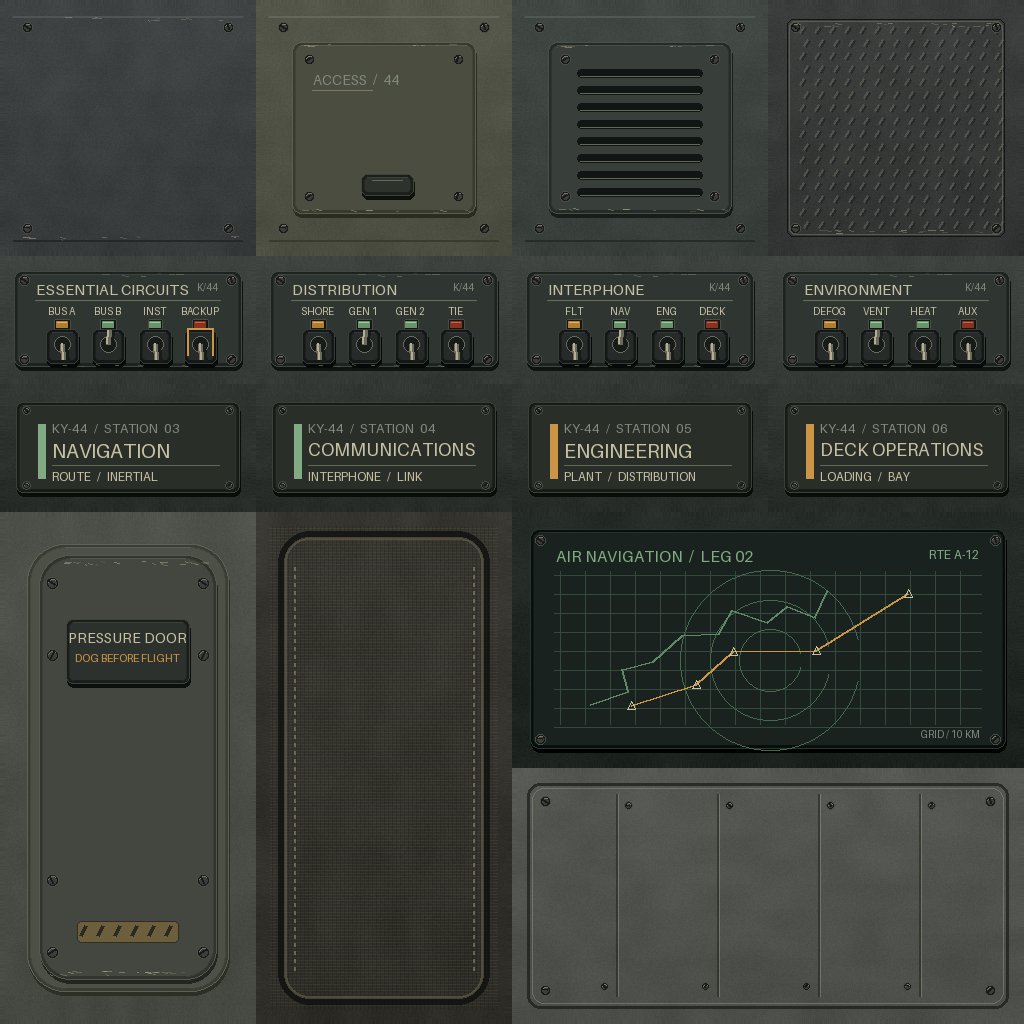 ACCESS / 44
ESSENTIAL CIRCUITS K/44
BUS A BUS B INST BACKUP
DISTRIBUTION K/44
SHORE GEN 1 GEN 2 TIE
INTERPHONE K/44
FLT NAV ENG DECK
ENVIRONMENT K/44
DEFOG VENT HEAT AUX
KY-44 / STATION 03
NAVIGATION
ROUTE / INERTIAL
KY-44 / STATION 04
COMMUNICATIONS
INTERPHONE / LINK
KY-44 / STATION 05
ENGINEERING
PLANT / DISTRIBUTION
KY-44 / STATION 06
DECK OPERATIONS
LOADING / BAY
PRESSURE DOOR
DOG BEFORE FLIGHT
AIR NAVIGATION / LEG 02
RTE A-12
GRID / 10 KM